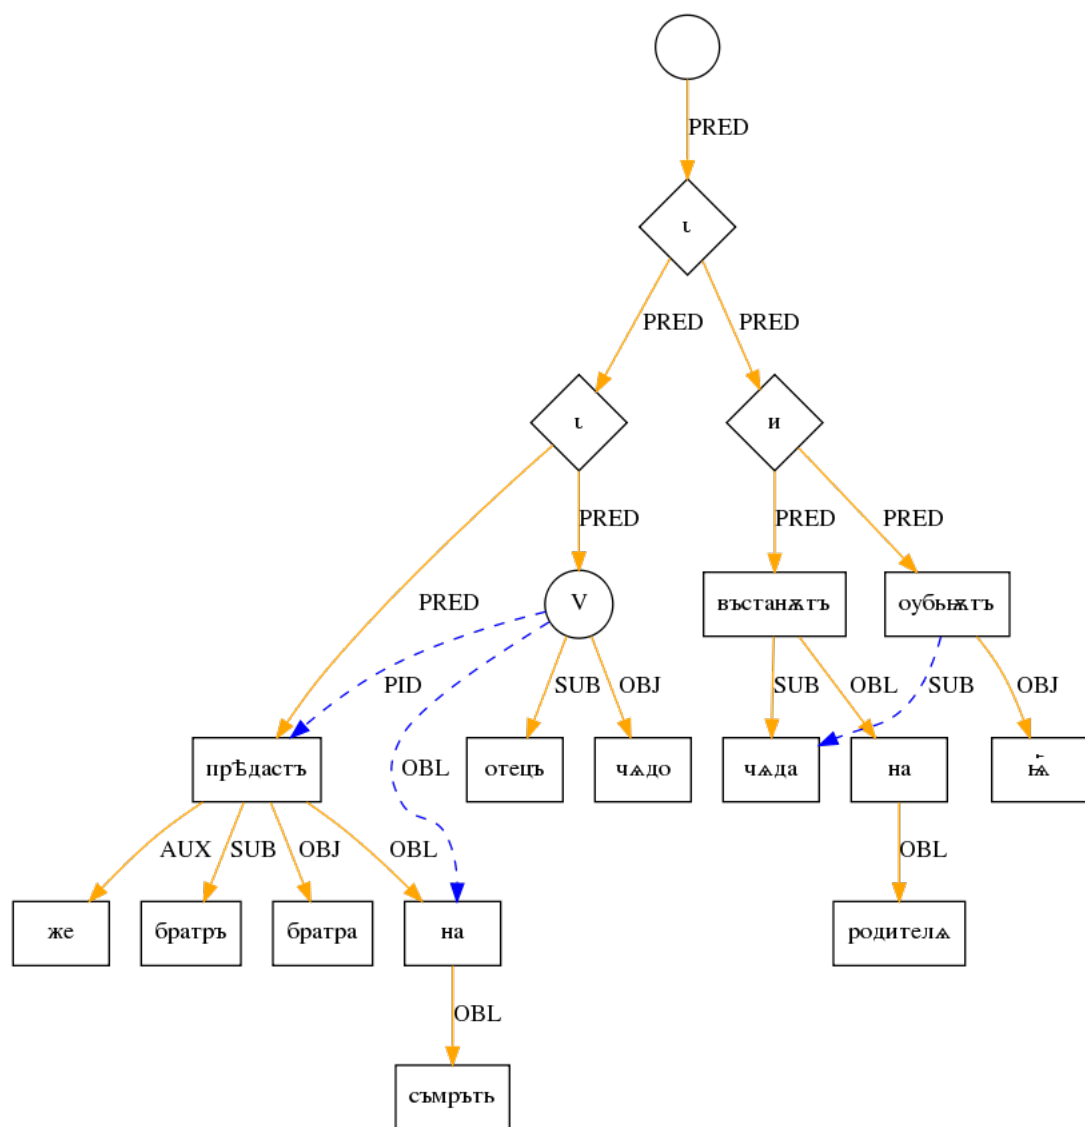 PRED
ι
PRED PRED
ι и
PRED PRED PRED
PRED V въстанѫтъ оубьѭтъ
PID SUB OBJ SUB OBL SUB OBJ
OBL
прѣдастъ отецъ чѧдо чѧда на ѩ҅
AUX SUB OBJ OBL OBL
же братръ братра на родителѧ
OBL
съмръть